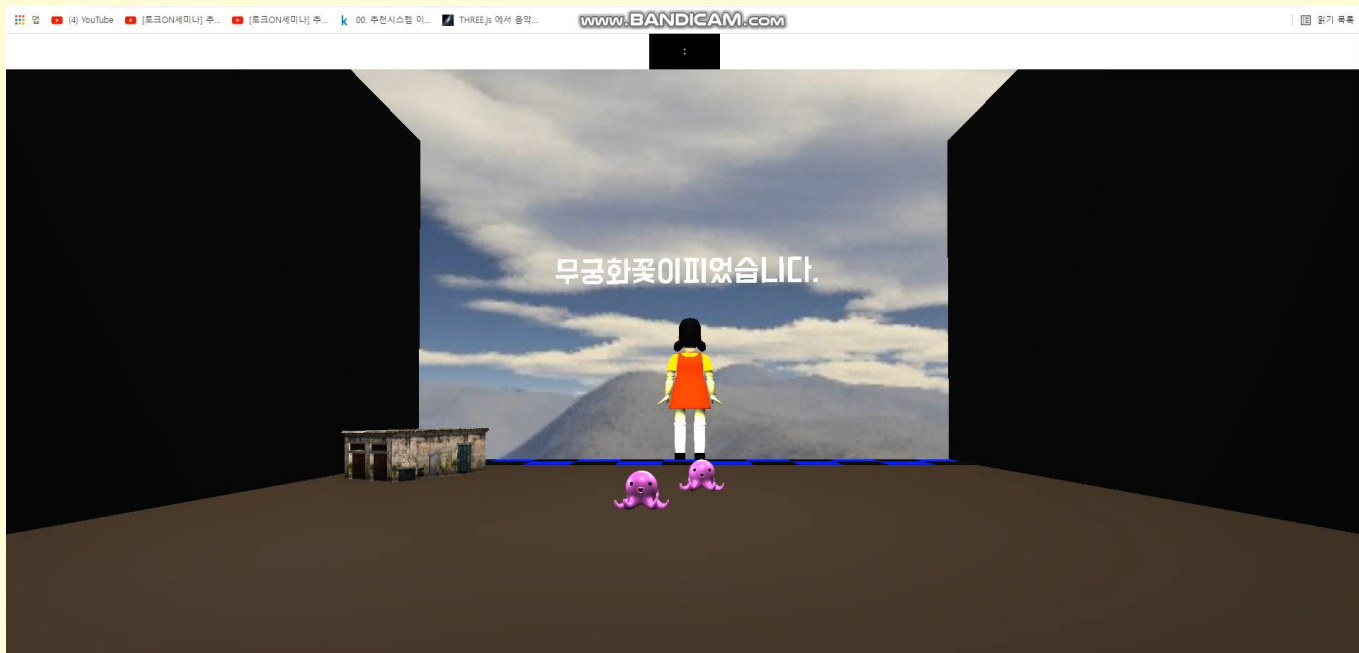 앱 (4) YouTube [토크ON세미나] 주... [토크ON세미나] 주... k 00. 추천시스템 이... THREE.js 에서 음악... www.BANDICAM.com 읽기 목록
:
무궁화꽃이피었습니다.